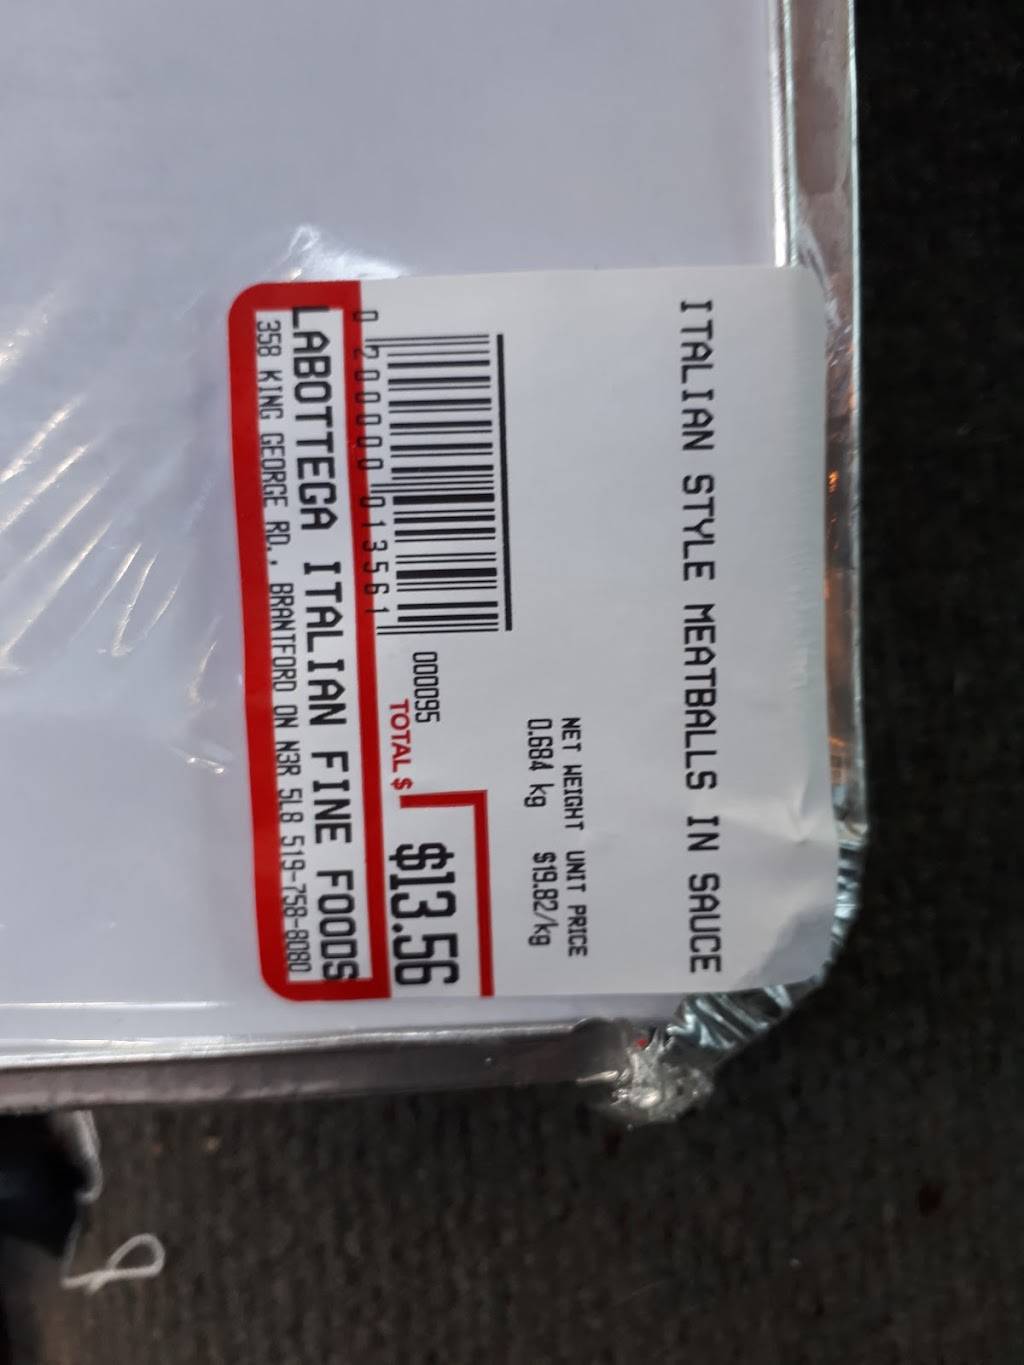 ITALIAN STYLE MEATBALLS IN SAUCE
NET WEIGHT UNIT PRICE
0.684 kg $19.82/kg
000095
TOTAL $
$13.56
0 200000 013561
LABOTTEGA ITALIAN FINE FOODS
358 KING GEORGE RD., BRANTFORD ON N3R 5L8 519-758-8080